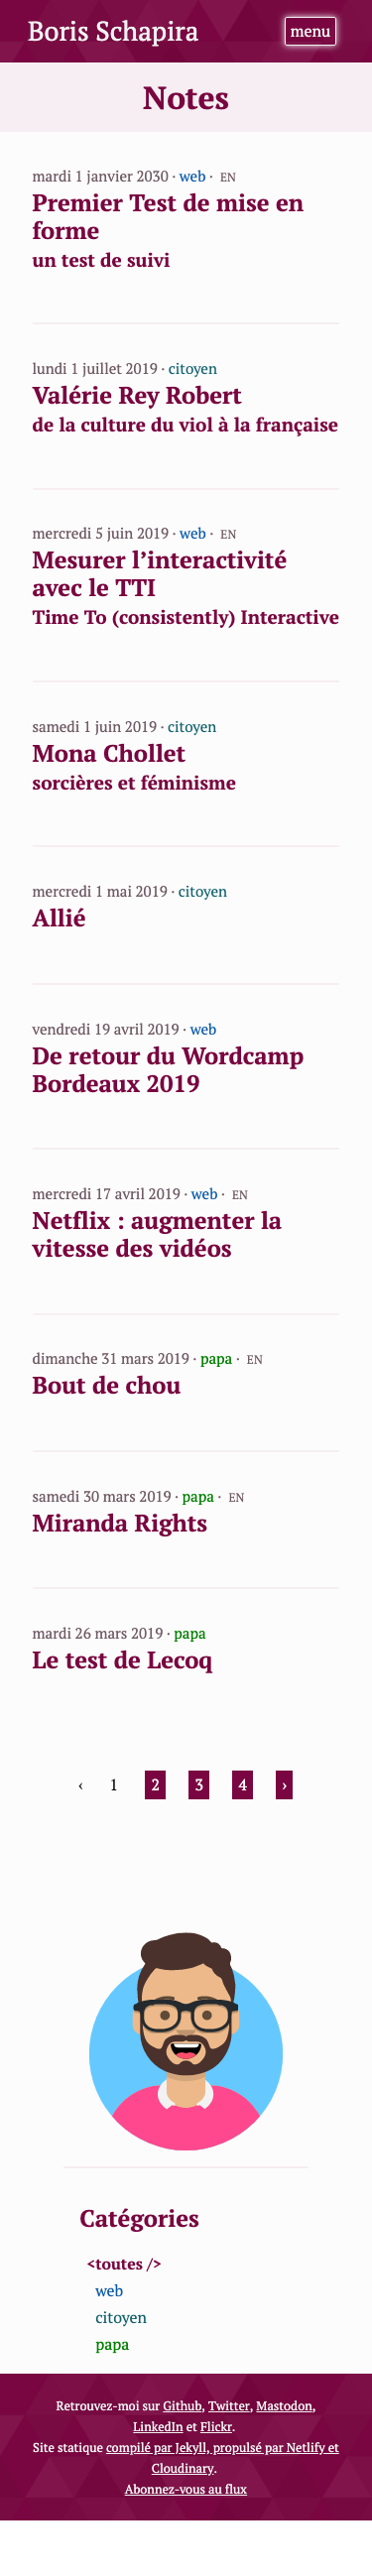 Boris Schapira
menu
Notes
mardi 1 janvier 2030 · web · EN
Premier Test de mise en
forme
un test de suivi
lundi 1 juillet 2019 · citoyen
Valérie Rey Robert
de la culture du viol à la française
mercredi 5 juin 2019 · web · EN
Mesurer l’interactivité
avec le TTI
Time To (consistently) Interactive
samedi 1 juin 2019 · citoyen
Mona Chollet
sorcières et féminisme
mercredi 1 mai 2019 · citoyen
Allié
vendredi 19 avril 2019 · web
De retour du Wordcamp
Bordeaux 2019
mercredi 17 avril 2019 · web · EN
Netflix : augmenter la
vitesse des vidéos
dimanche 31 mars 2019 · papa · EN
Bout de chou
samedi 30 mars 2019 · papa · EN
Miranda Rights
mardi 26 mars 2019 · papa
Le test de Lecoq
‹ 1 2 3 4 ›
Catégories
<toutes />
web
citoyen
papa
Retrouvez-moi sur Github, Twitter, Mastodon,
LinkedIn et Flickr.
Site statique compilé par Jekyll, propulsé par Netlify et
Cloudinary.
Abonnez-vous au flux